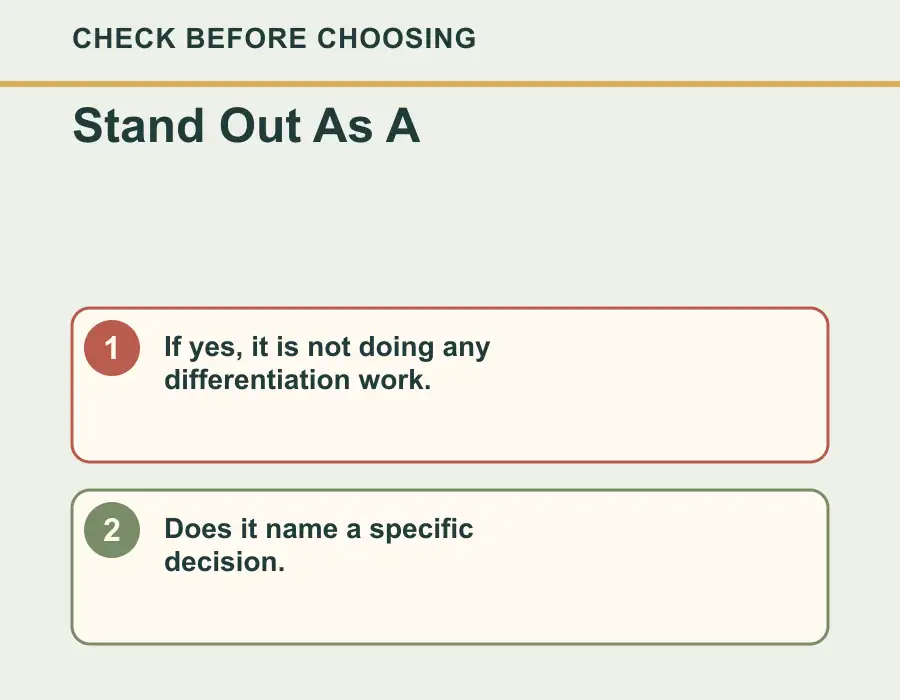 CHECK BEFORE CHOOSING
Stand Out As A
1
If yes, it is not doing any
differentiation work.
2
Does it name a specific
decision.